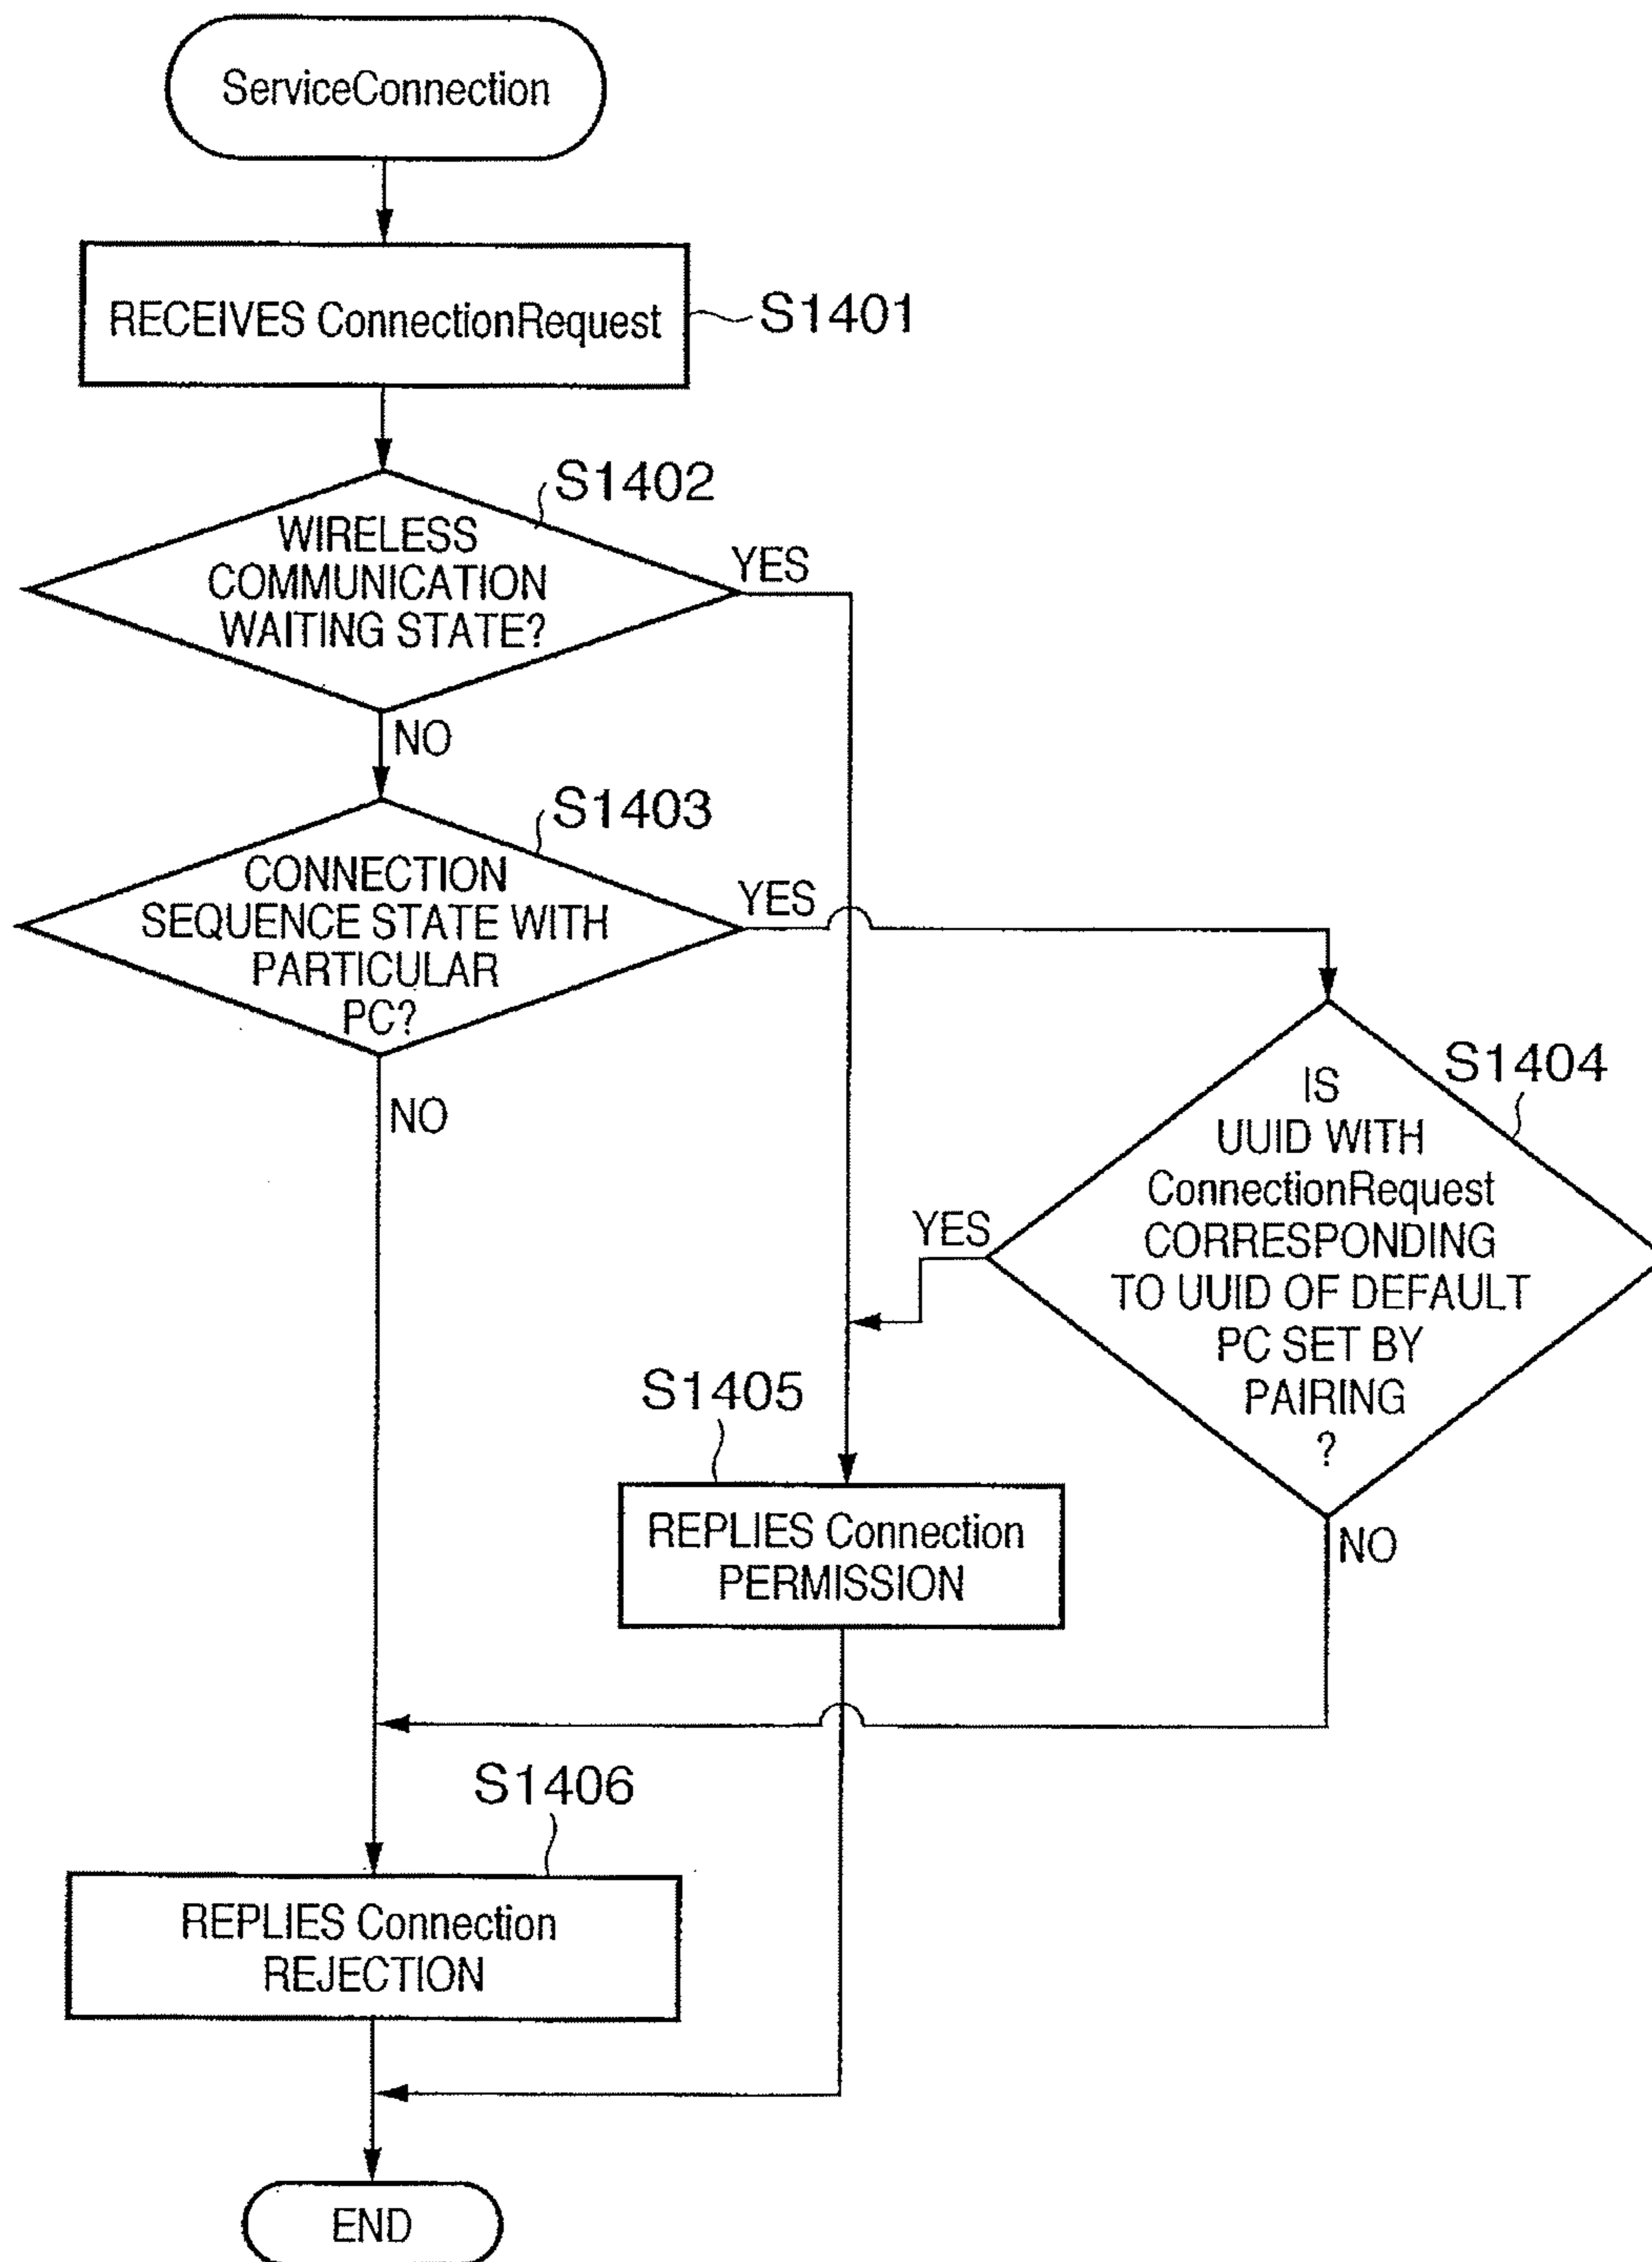 ServiceConnection
RECEIVES ConnectionRequest
S1401
S1402
WIRELESS
COMMUNICATION
WAITING STATE?
YES
NO
S1403
CONNECTION
SEQUENCE STATE WITH
PARTICULAR
PC?
YES
NO
S1404
IS
UUID WITH
ConnectionRequest
CORRESPONDING
TO UUID OF DEFAULT
PC SET BY
PAIRING
?
YES
NO
S1405
REPLIES Connection
PERMISSION
S1406
REPLIES Connection
REJECTION
END